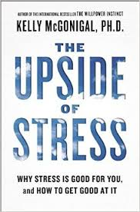 AUTHOR OF THE INTERNATIONAL BESTSELLER THE WILLPOWER INSTINCT
KELLY McGONIGAL, PH.D.
THE
UPSIDE
OF
STRESS
WHY STRESS IS GOOD FOR YOU,
AND HOW TO GET GOOD AT IT